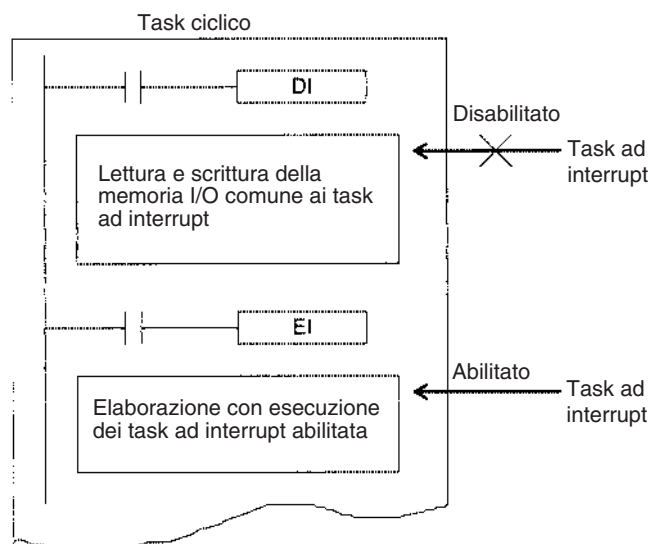 Task ciclico
DI
Disabilitato
Task ad
interrupt
Lettura e scrittura della
memoria I/O comune ai task
ad interrupt
EI
Abilitato
Task ad
interrupt
Elaborazione con esecuzione
dei task ad interrupt abilitata